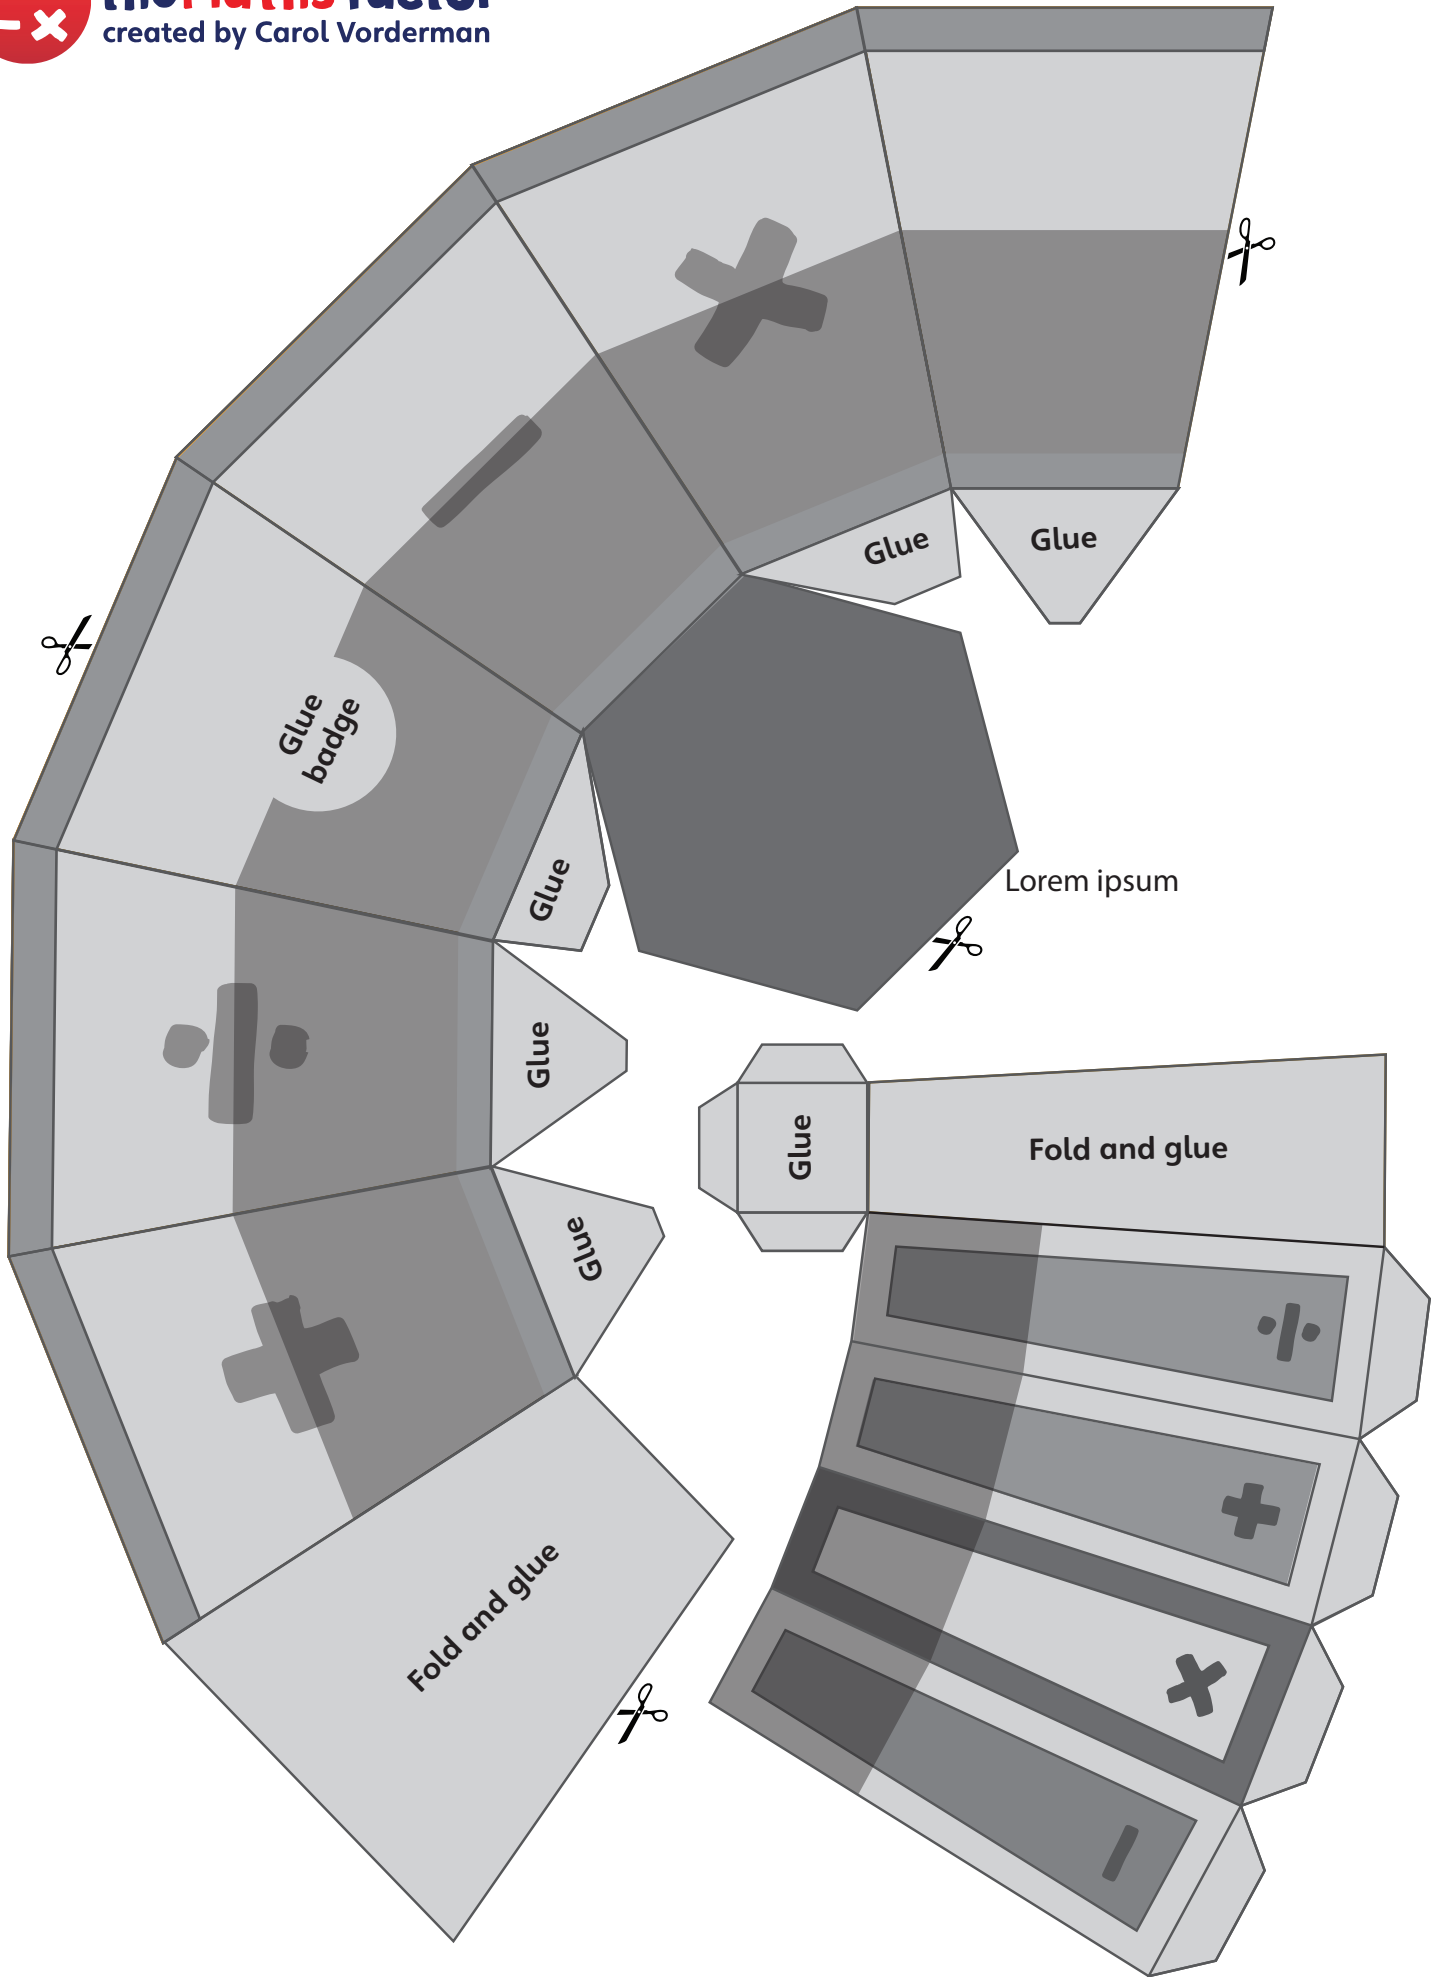 theMathsFactor
created by Carol Vorderman
Glue
Glue
Glue
badge
Glue
Lorem ipsum
Glue
Glue
Fold and glue
Glue
Fold and glue